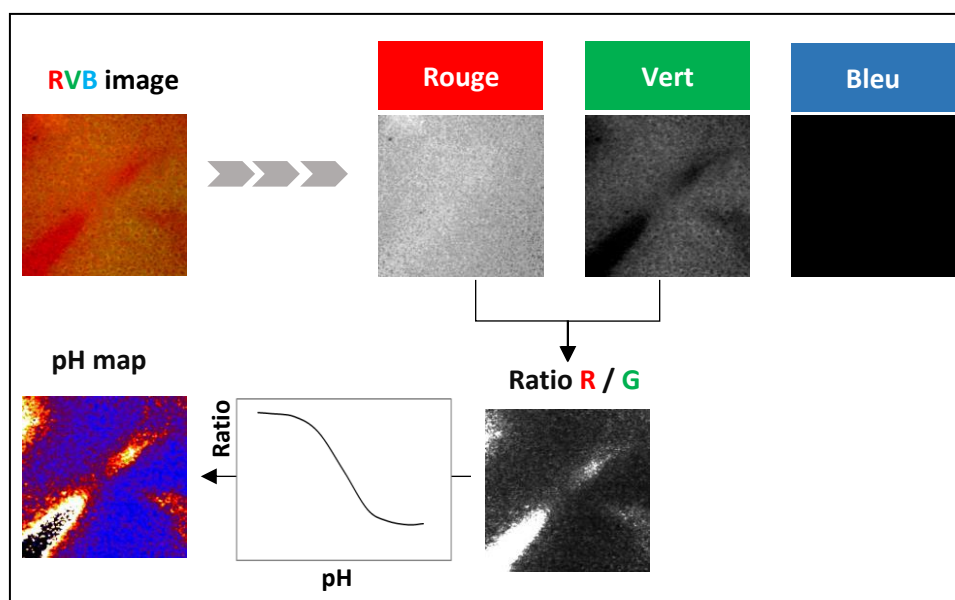 RVB image
Rouge
Vert
Bleu
pH map
Ratio R / G
Ratio
pH